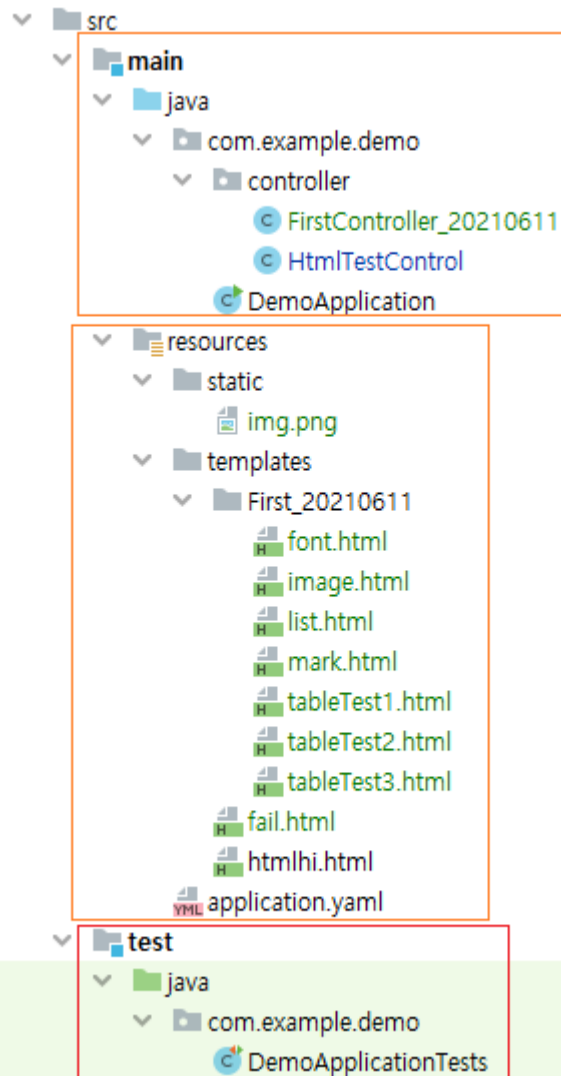 src
main
java
com.example.demo
controller
C FirstController_20210611
C HtmlTestControl
C DemoApplication
resources
static
img.png
templates
First_20210611
H font.html
H image.html
H list.html
H mark.html
H tableTest1.html
H tableTest2.html
H tableTest3.html
H fail.html
H htmlhi.html
YML application.yaml
test
java
com.example.demo
C DemoApplicationTests